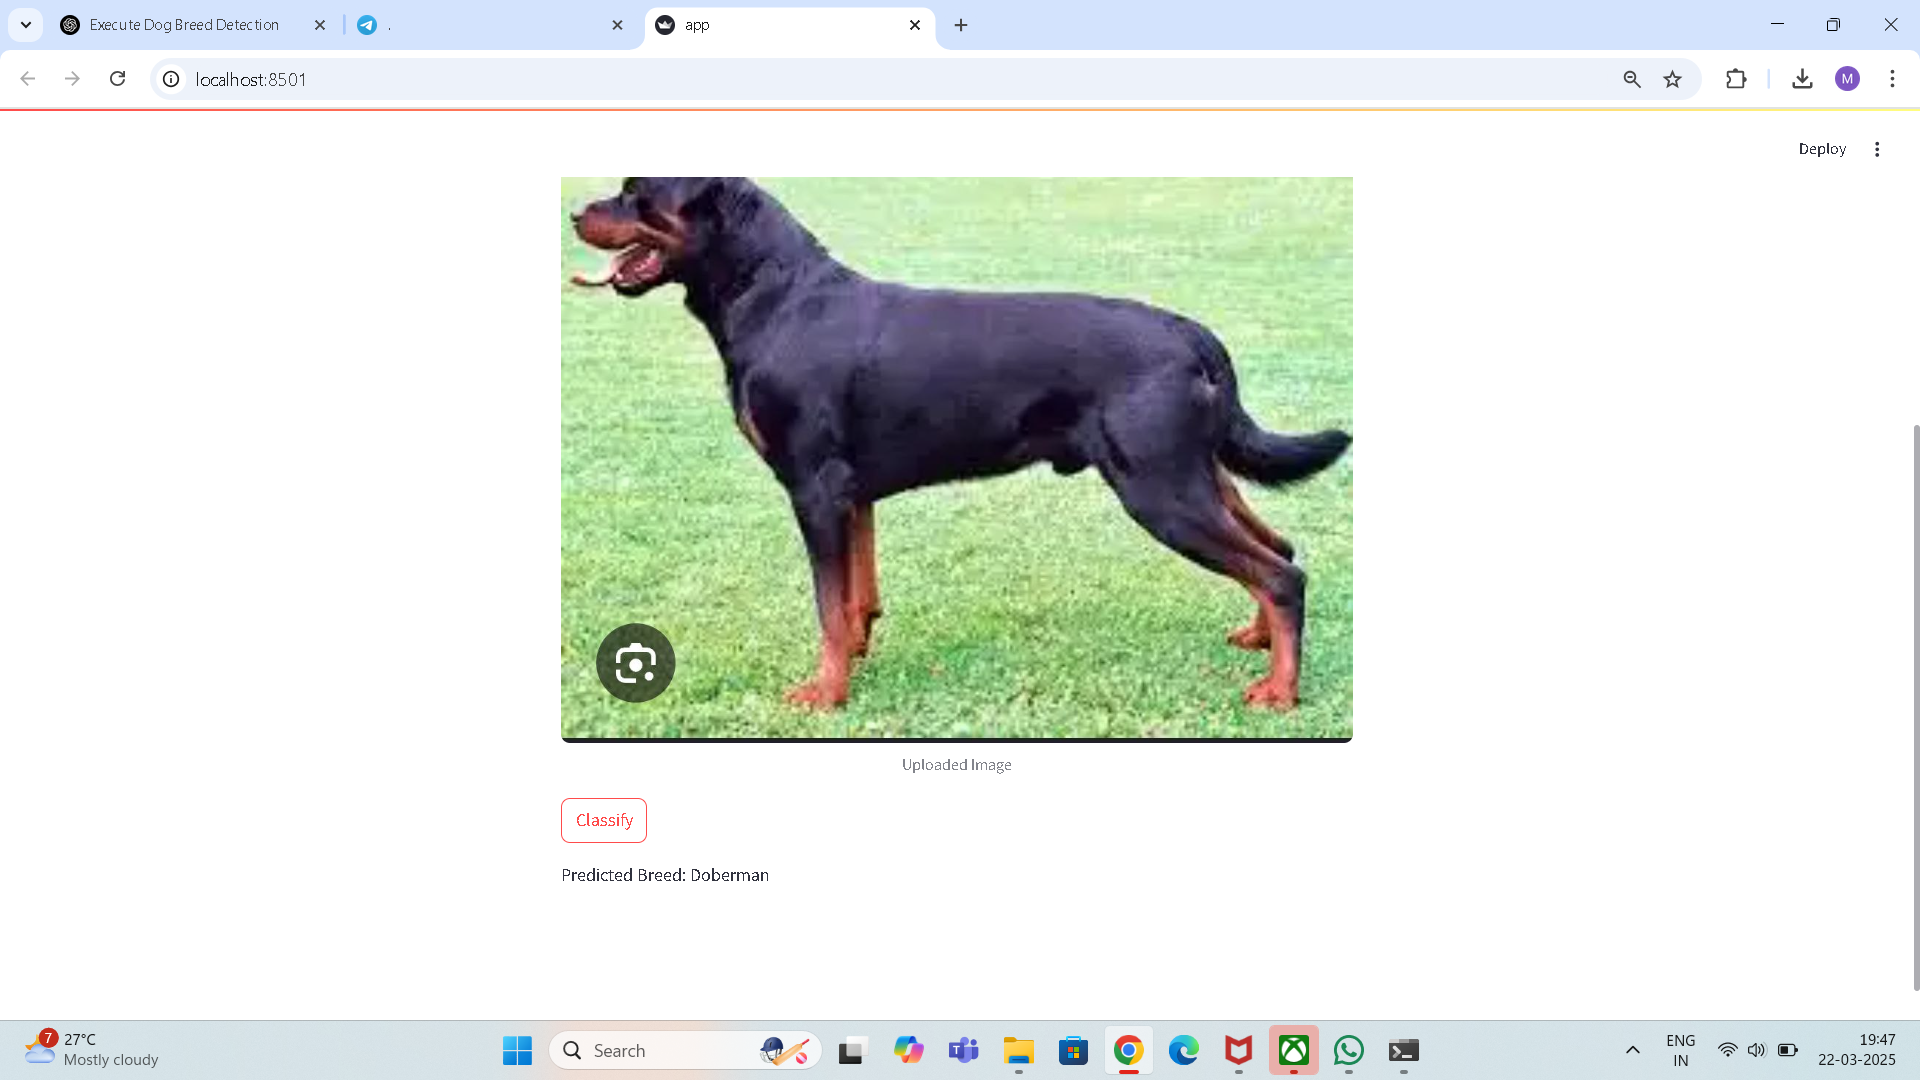 Execute Dog Breed Detection
.
app
localhost:8501
M
Deploy
Uploaded Image
Classify
Predicted Breed: Doberman
7
27°C
Mostly cloudy
Search
ENG
IN
19:47
22-03-2025